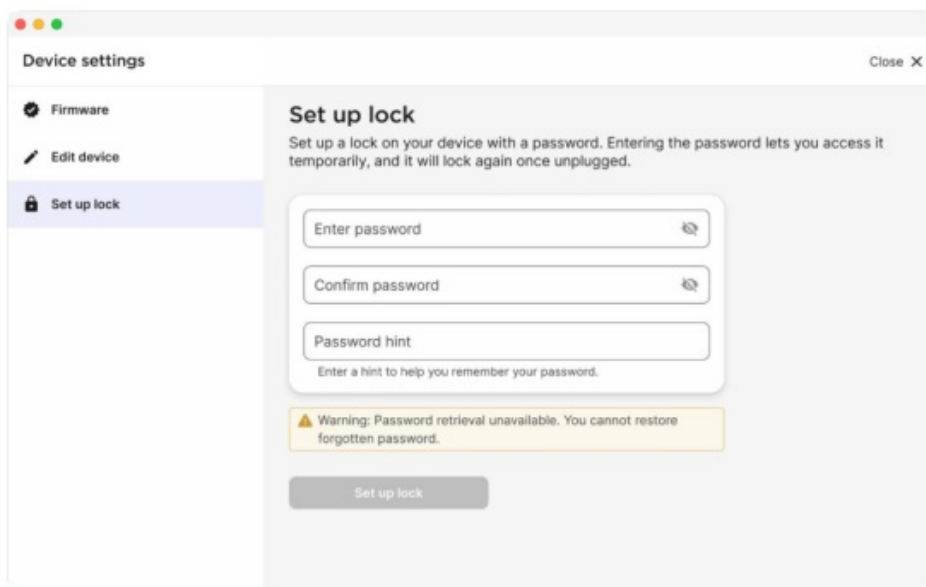 Device settings
Close
Firmware
Edit device
Set up lock
Set up lock
Set up a lock on your device with a password. Entering the password lets you access it
temporarily, and it will lock again once unplugged.
Enter password
Confirm password
Password hint
Enter a hint to help you remember your password.
Warning: Password retrieval unavailable. You cannot restore
forgotten password.
Set up lock